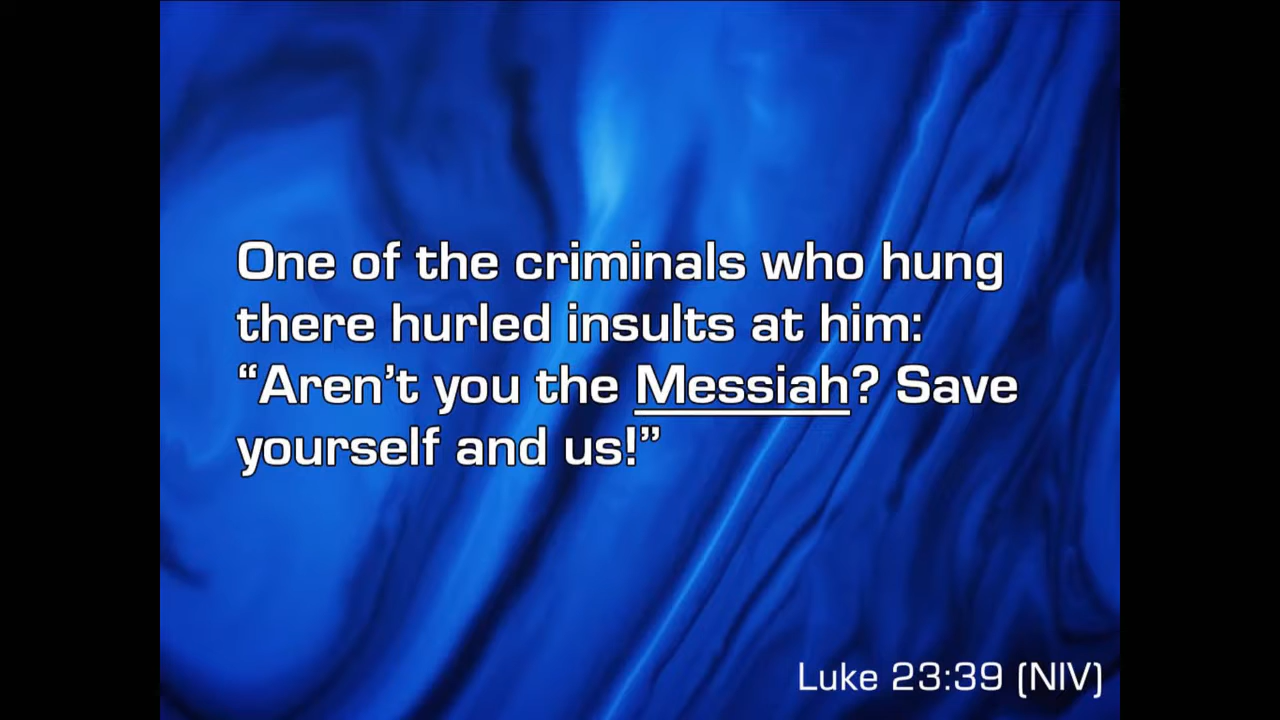 One of the criminals who hung
there hurled insults at him:
“Aren’t you the Messiah? Save
yourself and us!”
Luke 23:39 (NIV)